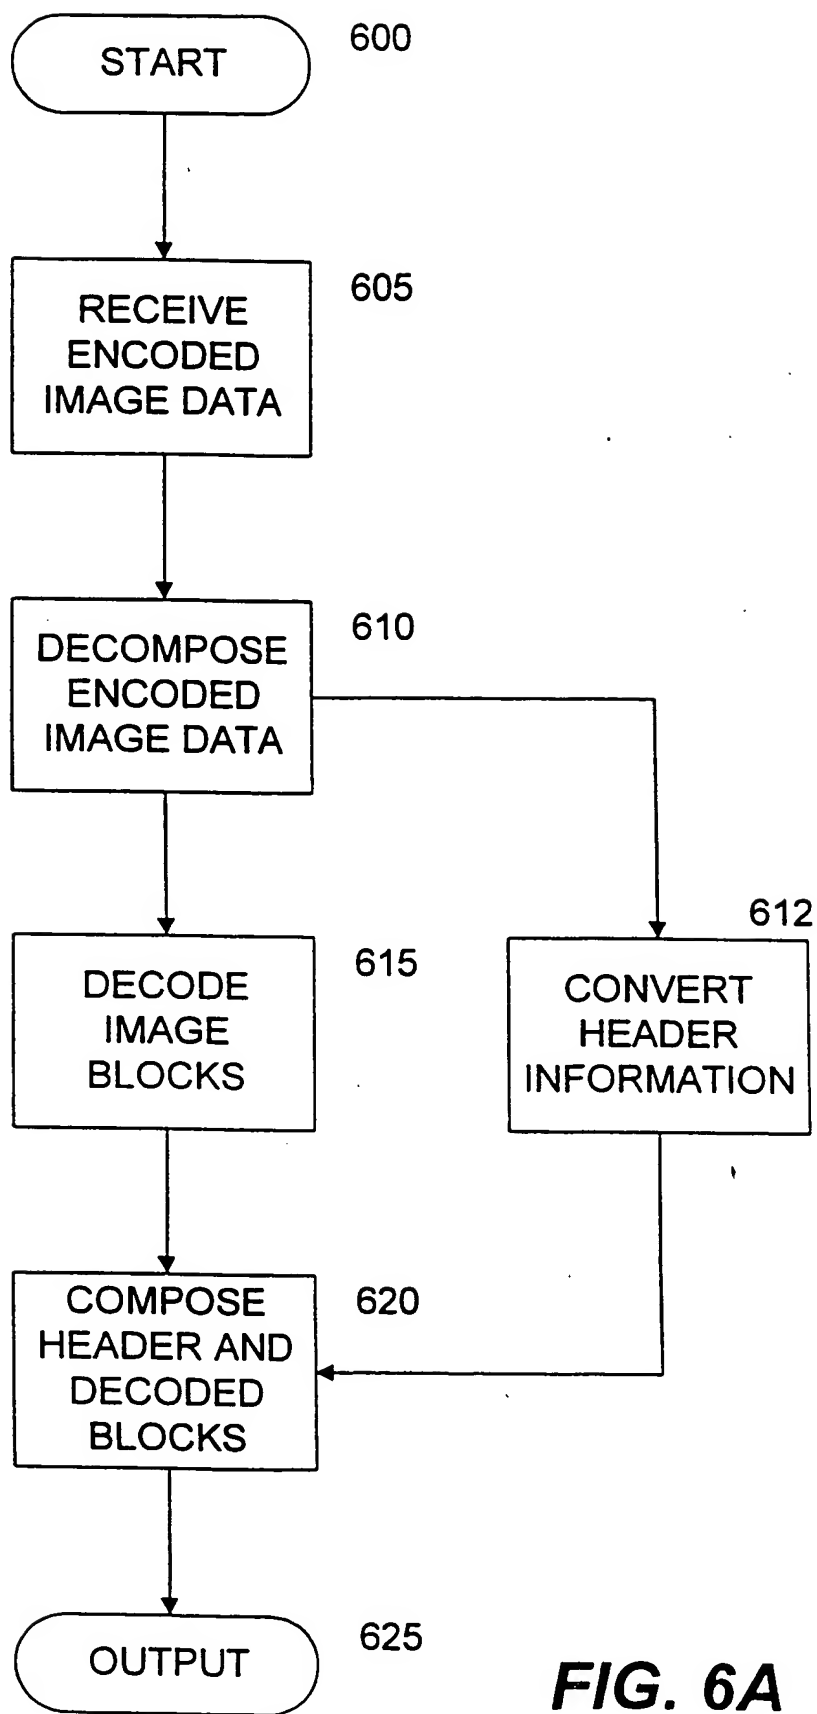 START
600
RECEIVE
ENCODED
IMAGE DATA
605
DECOMPOSE
ENCODED
IMAGE DATA
610
DECODE
IMAGE
BLOCKS
615
612
CONVERT
HEADER
INFORMATION
COMPOSE
HEADER AND
DECODED
BLOCKS
620
OUTPUT
625
FIG. 6A